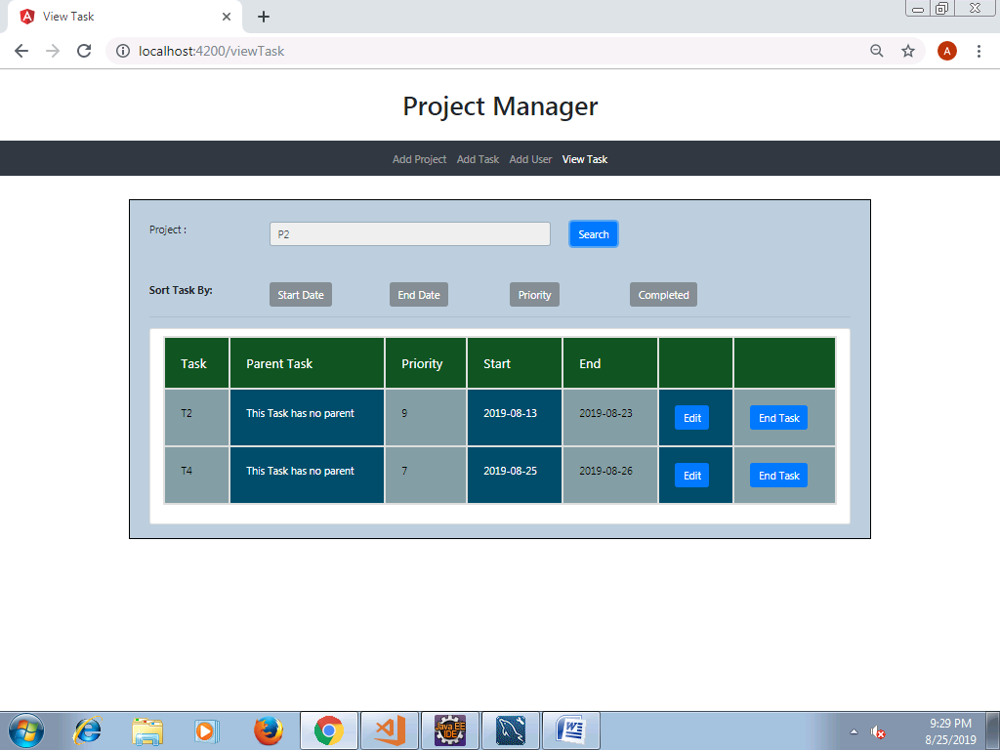 View Task
localhost:4200/viewTask
A
Project Manager
Add Project Add Task Add User View Task
Project :
P2
Search
Sort Task By:
Start Date
End Date
Priority
Completed
Task Parent Task Priority Start End
T2 This Task has no parent 9 2019-08-13 2019-08-23 Edit End Task
T4 This Task has no parent 7 2019-08-25 2019-08-26 Edit End Task
Java EE
IDE
W
9:29 PM
8/25/2019